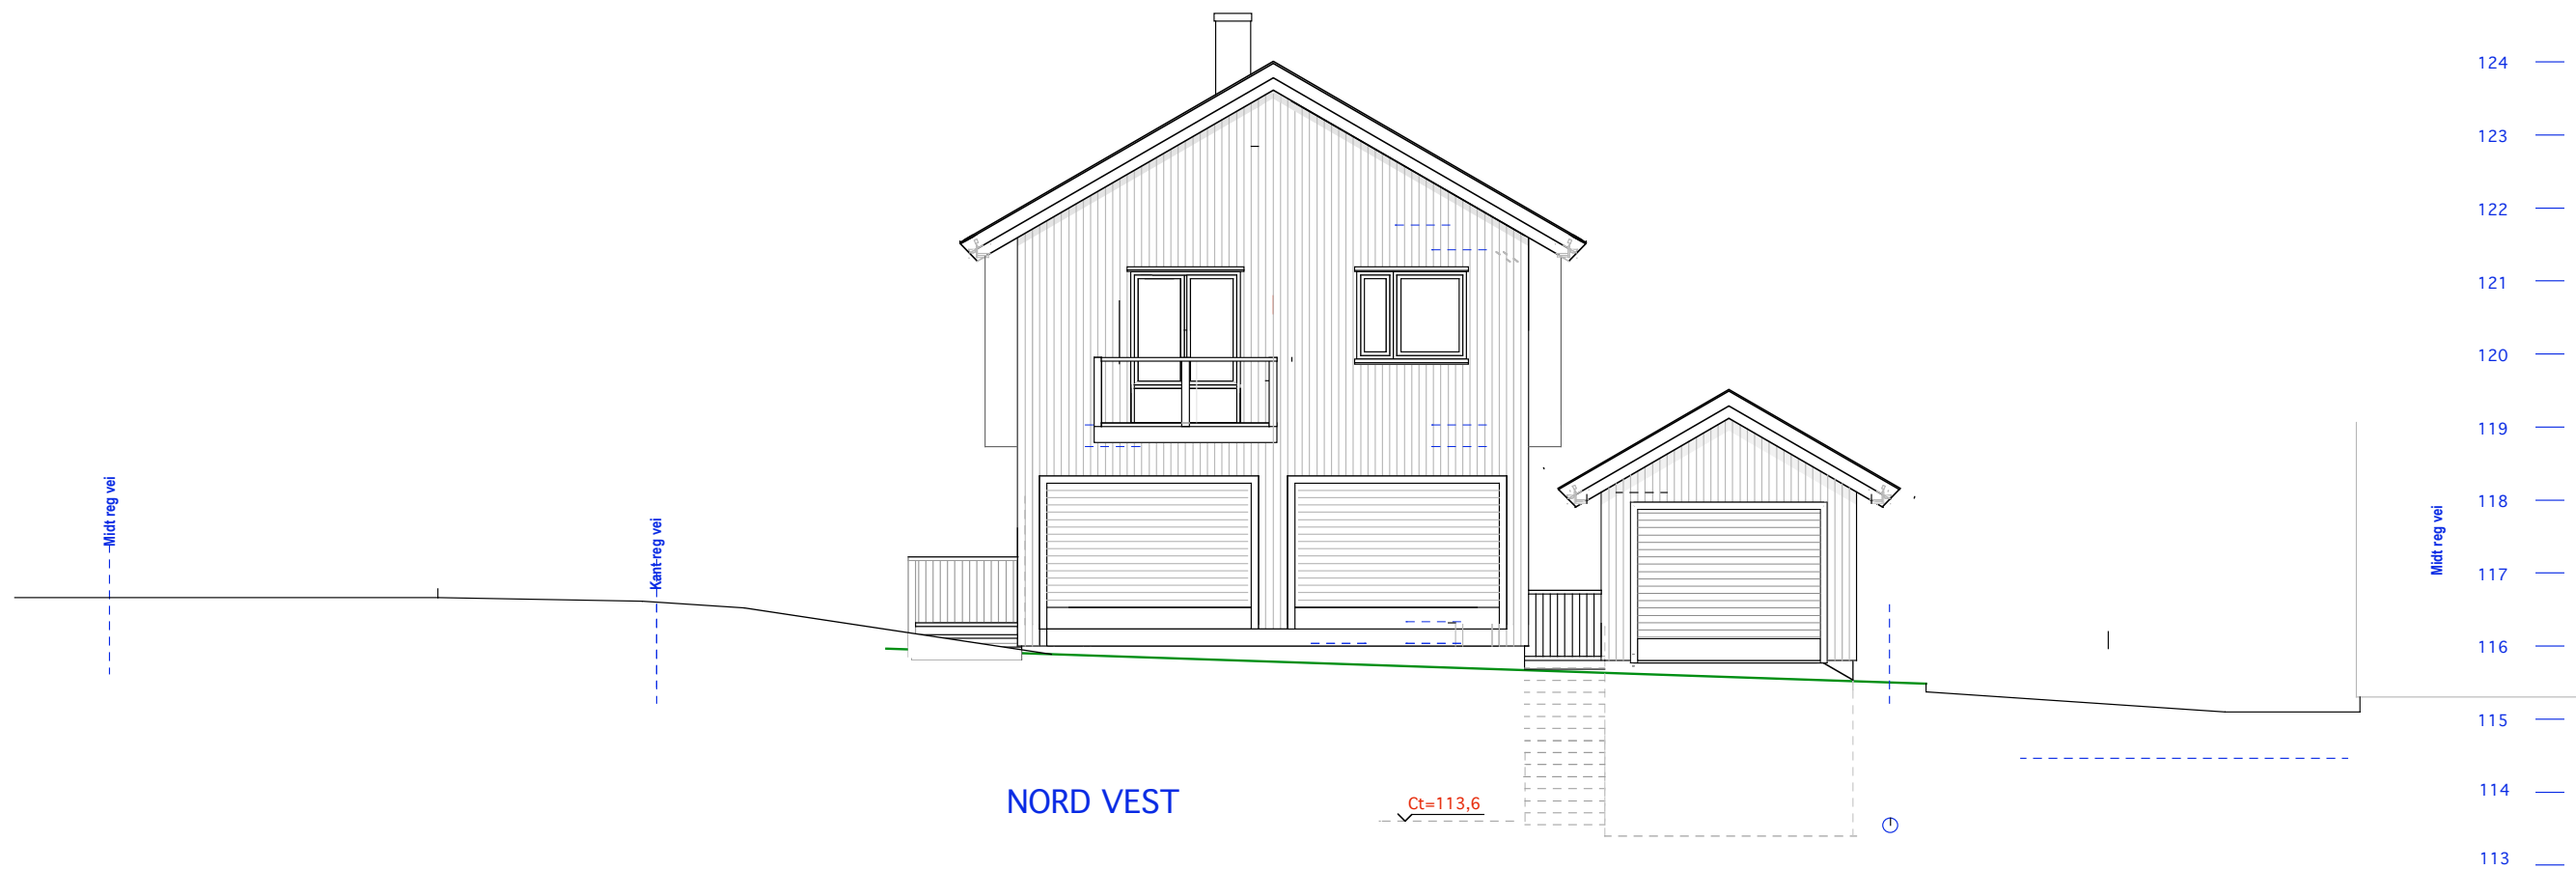 124
123
122
121
120
119
118
117
116
115
114
113
Midt reg vei
Kant reg vei
Midt reg vei
NORD VEST
Ct=113,6